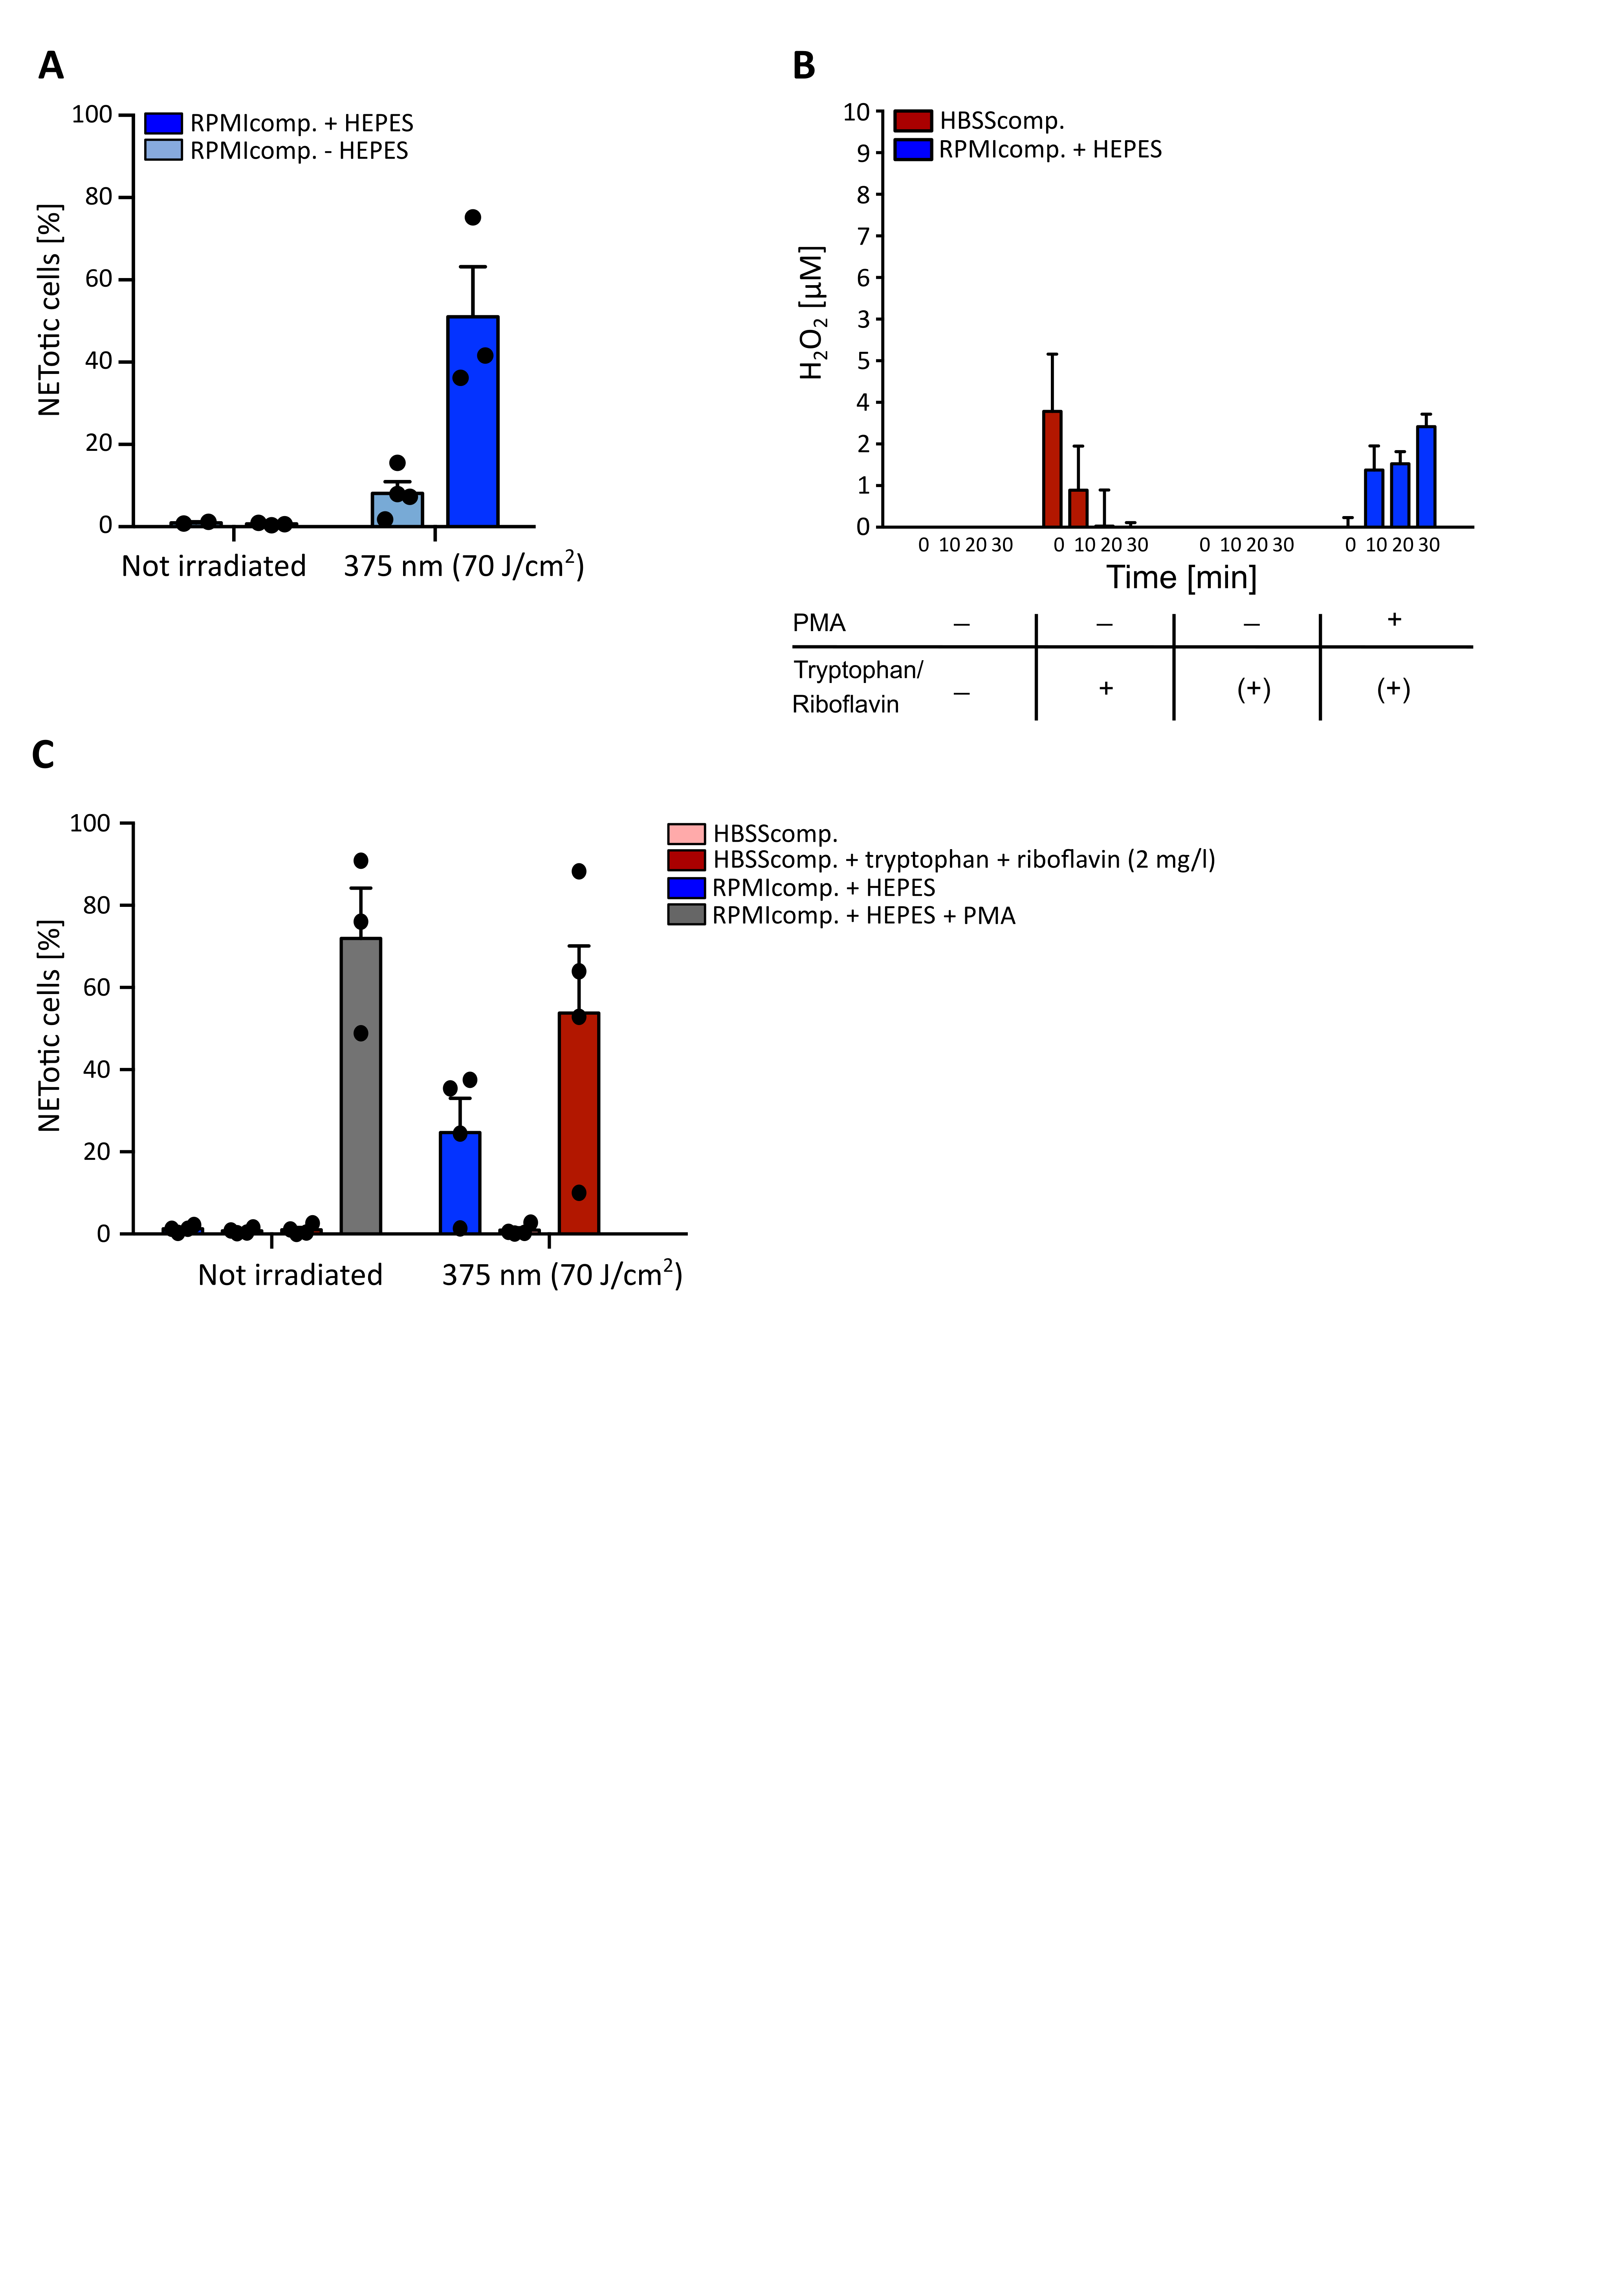 A
100
80
60
40
20
0
NETotic cells [%]
RPMIcomp. + HEPES
RPMIcomp. - HEPES
Not irradiated
375 nm (70 J/cm²)
B
10
9
8
7
6
3
5
4
2
1
0
H₂O₂ [µM]
HBSScomp.
RPMIcomp. + HEPES
0 10 20 30 0 10 20 30 0 10 20 30 0 10 20 30
Time [min]
PMA – – – +
Tryptophan/
Riboflavin – + (+) (+)
C
100
80
60
40
20
0
NETotic cells [%]
HBSScomp.
HBSScomp. + tryptophan + riboflavin (2 mg/l)
RPMIcomp. + HEPES
RPMIcomp. + HEPES + PMA
Not irradiated
375 nm (70 J/cm²)